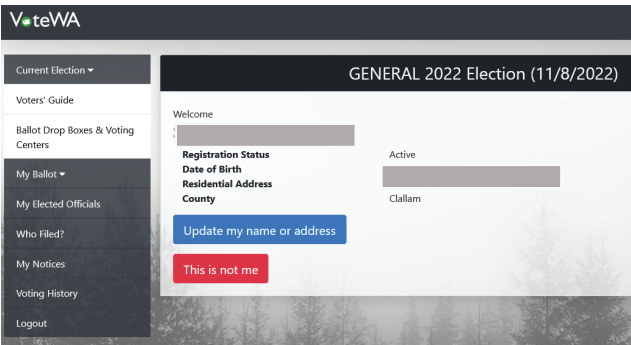 VoteWA
Current Election
Voters' Guide
Ballot Drop Boxes & Voting
Centers
My Ballot
My Elected Officials
Who Filed?
My Notices
Voting History
Logout
GENERAL 2022 Election (11/8/2022)
Welcome
Registration Status Active
Date of Birth
Residential Address
County Clallam
Update my name or address
This is not me